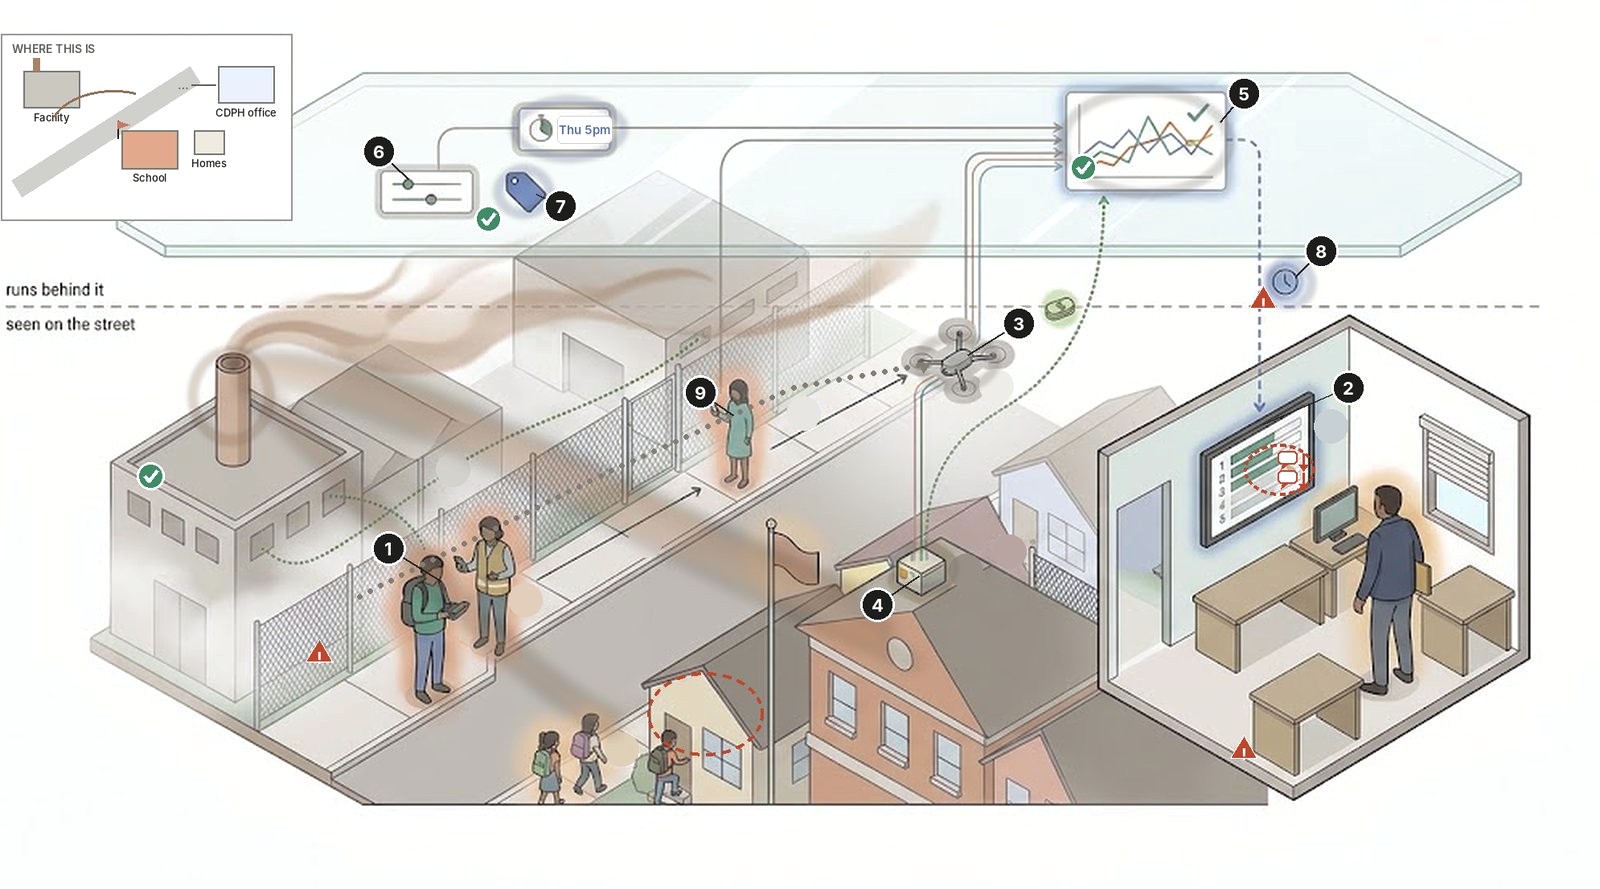 WHERE THIS IS
Facility
CDPH office
School
Homes
Thu 5pm
5
6
7
8
runs behind it
seen on the street
3
2
9
1
1
4